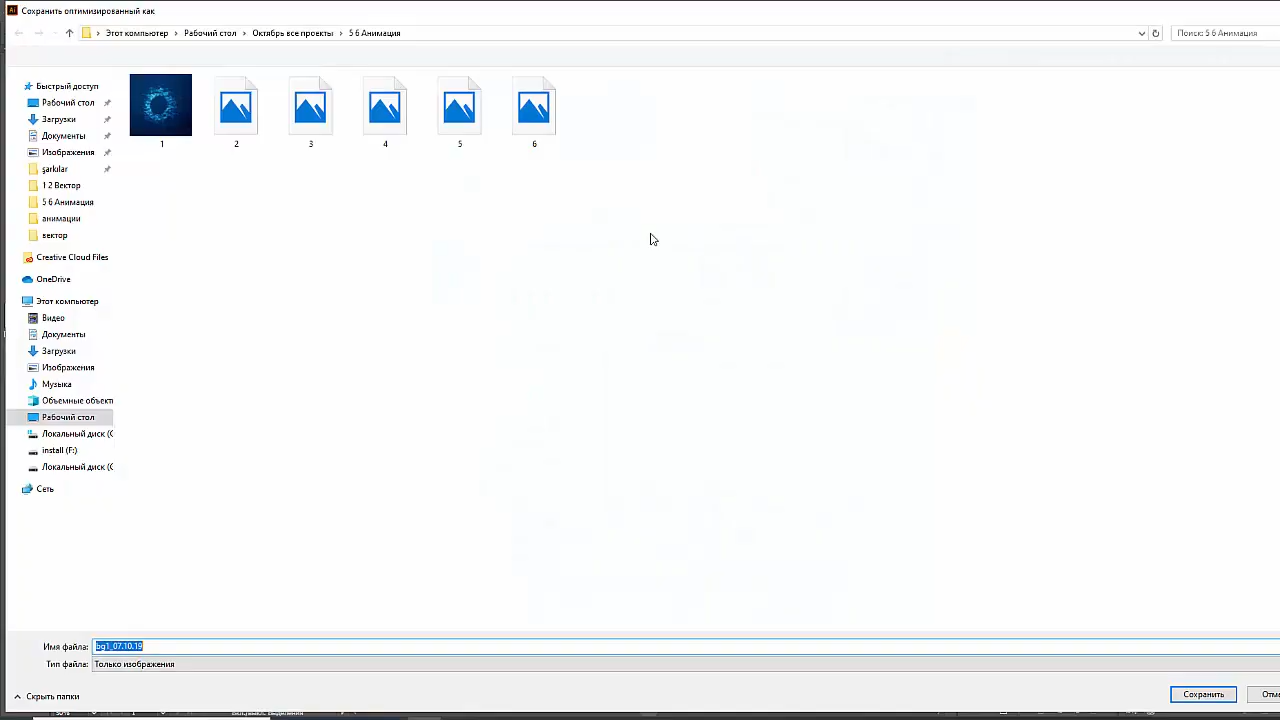 Ai Сохранить оптимизированный как
Этот компьютер › Рабочий стол › Октябрь все проекты › 5 6 Анимация
Поиск: 5 6 Анимация
Быстрый доступ
Рабочий стол
Загрузки
Документы
Изображения
şarkılar
1 2 Вектор
5 6 Анимация
анимации
вектор
Creative Cloud Files
OneDrive
Этот компьютер
Видео
Документы
Загрузки
Изображения
Музыка
Объемные объект
Рабочий стол
Локальный диск (C
install (F:)
Локальный диск (C
Сеть
1
2
3
4
5
6
Имя файла: bg1_07.10.19
Тип файла: Только изображения
Скрыть папки
Сохранить
Отме